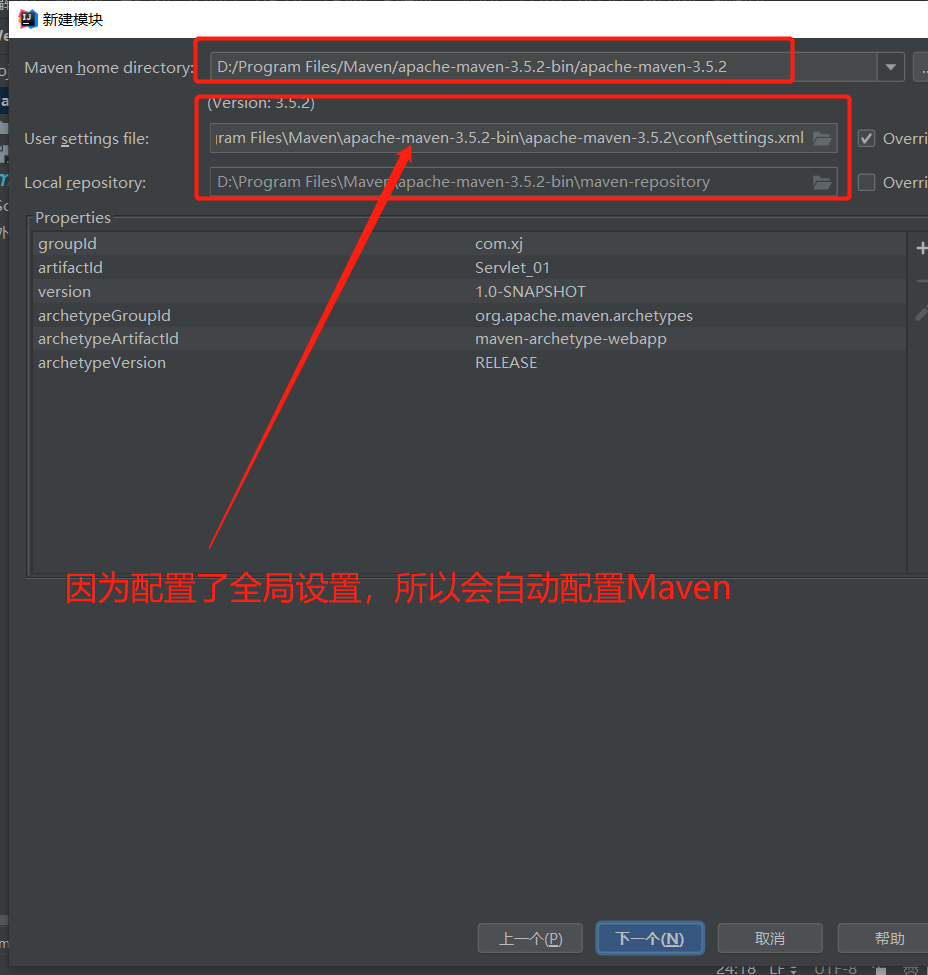 新建模块
Maven home directory: D:/Program Files/Maven/apache-maven-3.5.2-bin/apache-maven-3.5.2
(Version: 3.5.2)
User settings file: ram Files\Maven\apache-maven-3.5.2-bin\apache-maven-3.5.2\conf\settings.xml Overri
Local repository: D:\Program Files\Maven\apache-maven-3.5.2-bin\maven-repository Overri
Properties
groupId com.xj
artifactId Servlet_01
version 1.0-SNAPSHOT
archetypeGroupId org.apache.maven.archetypes
archetypeArtifactId maven-archetype-webapp
archetypeVersion RELEASE
因为配置了全局设置，所以会自动配置Maven
上一个(P) 下一个(N) 取消 帮助
24:18 LF UTF-8